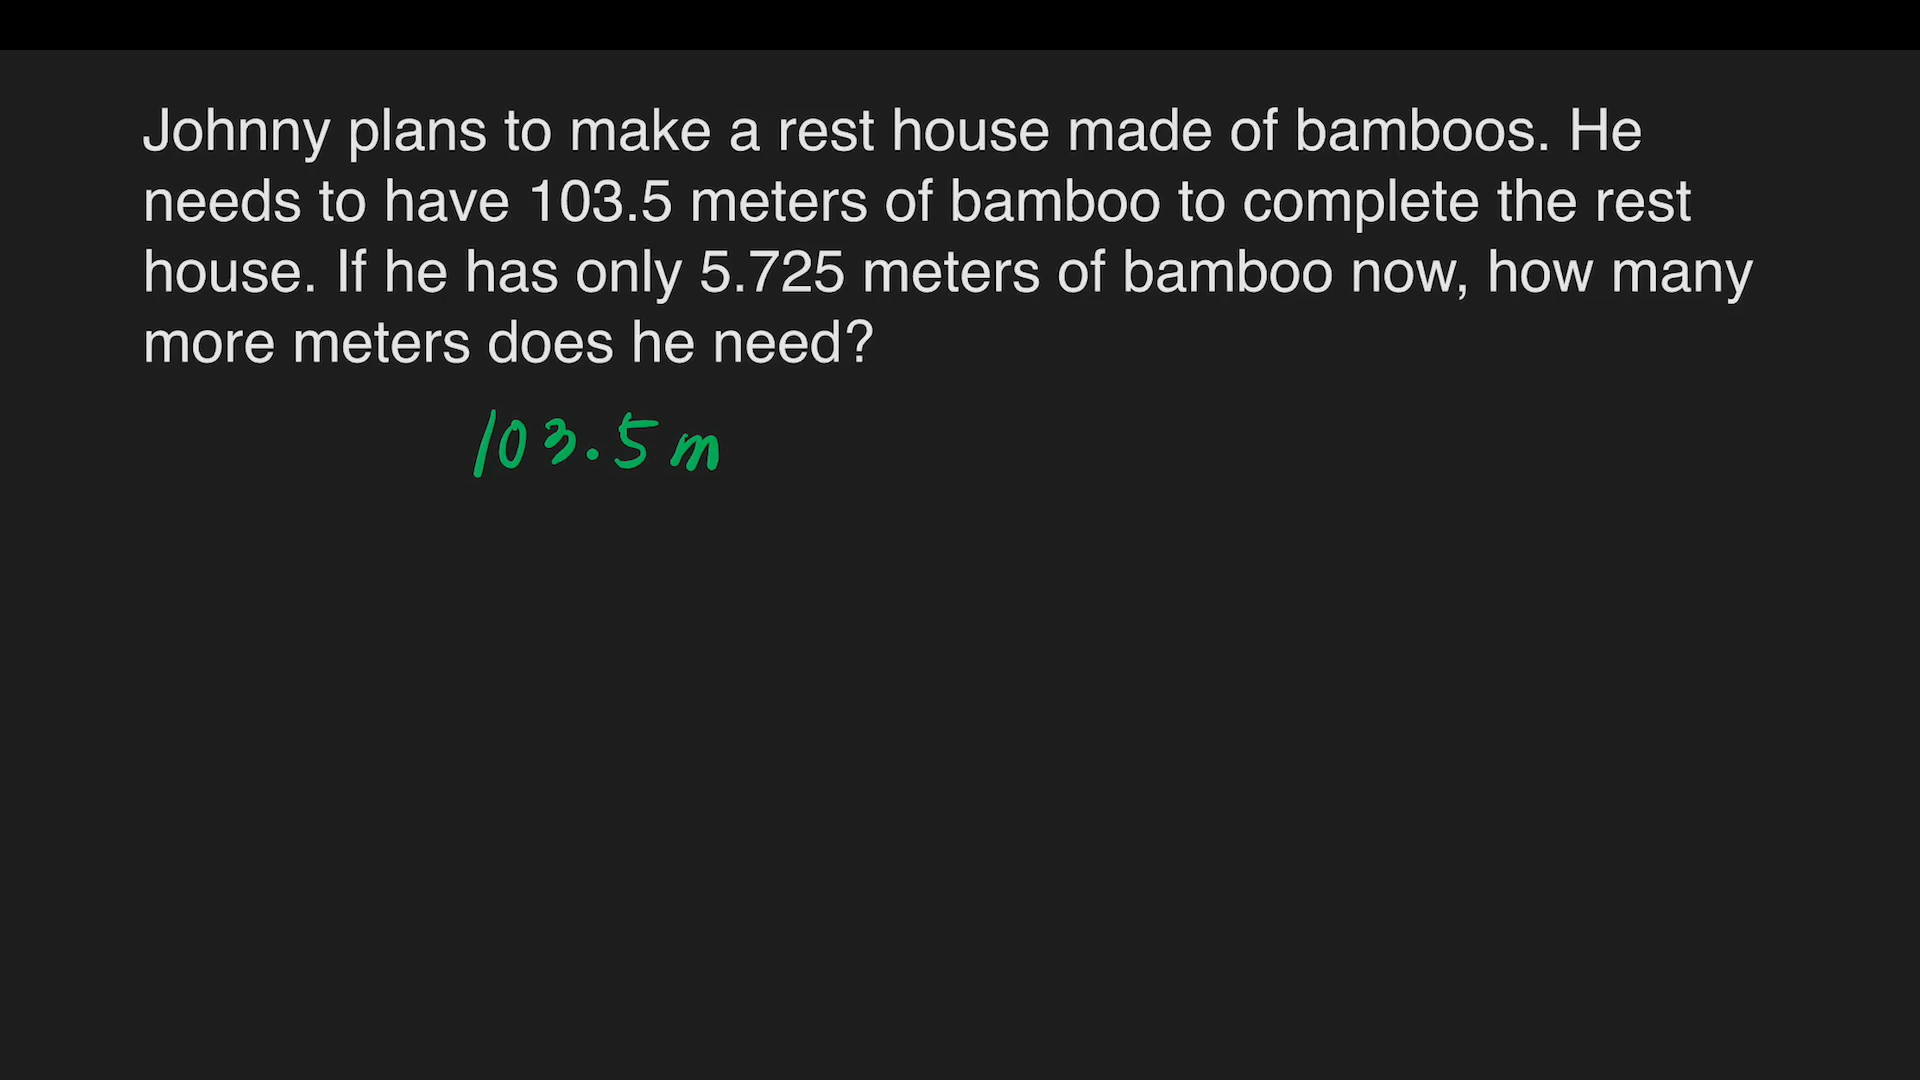 Johnny plans to make a rest house made of bamboos. He
needs to have 103.5 meters of bamboo to complete the rest
house. If he has only 5.725 meters of bamboo now, how many
more meters does he need?
103.5 m